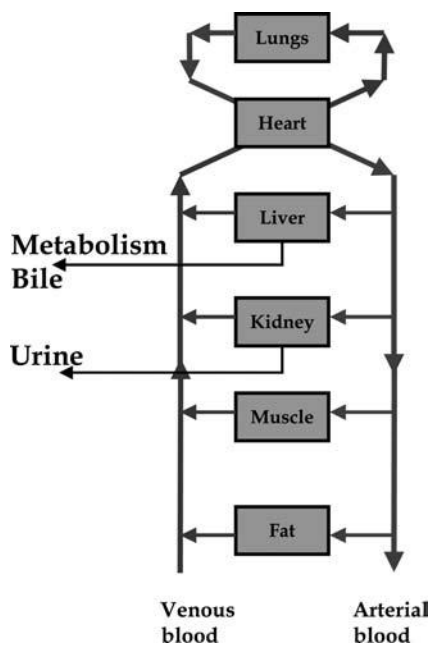 Lungs
Heart
Liver
Metabolism
Bile
Kidney
Urine
Muscle
Fat
Venous
blood
Arterial
blood